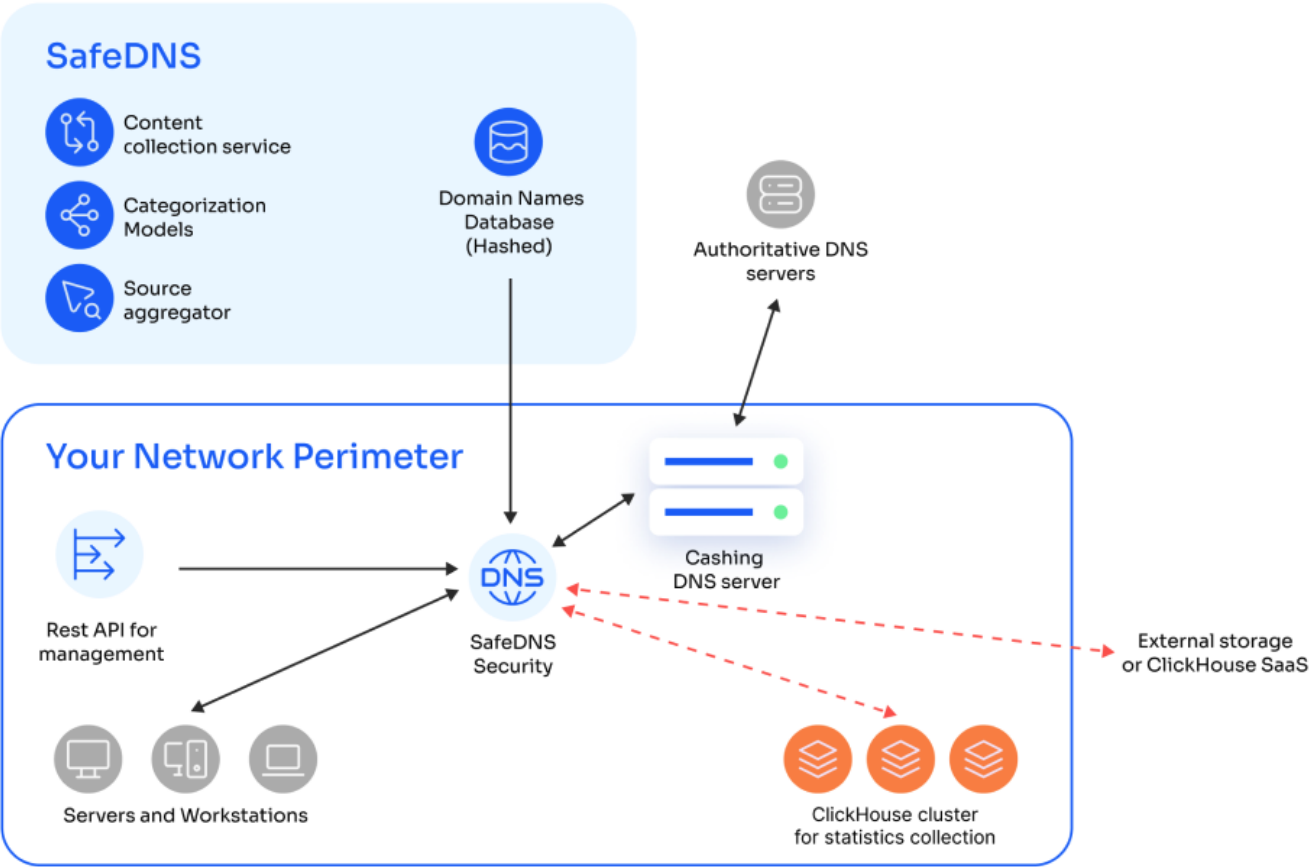 SafeDNS
Content
collection service
Categorization
Models
Source
aggregator
Domain Names
Database
(Hashed)
Authoritative DNS
servers
Your Network Perimeter
Rest API for
management
DNS
SafeDNS
Security
Cashing
DNS server
External storage
or ClickHouse SaaS
Servers and Workstations
ClickHouse cluster
for statistics collection